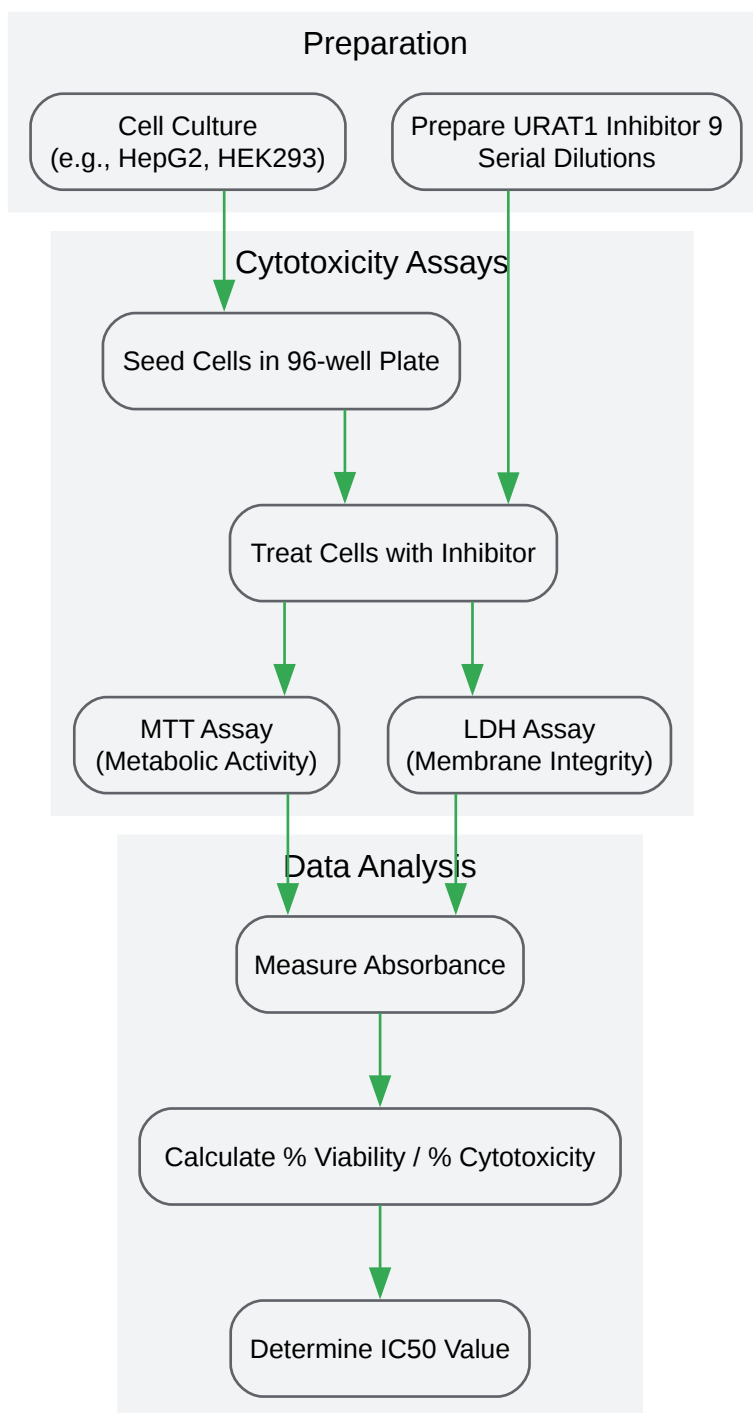 Preparation
Cell Culture
(e.g., HepG2, HEK293)
Prepare URAT1 Inhibitor 9
Serial Dilutions
Cytotoxicity Assays
Seed Cells in 96-well Plate
Treat Cells with Inhibitor
MTT Assay
(Metabolic Activity)
LDH Assay
(Membrane Integrity)
Data Analysis
Measure Absorbance
Calculate % Viability / % Cytotoxicity
Determine IC50 Value